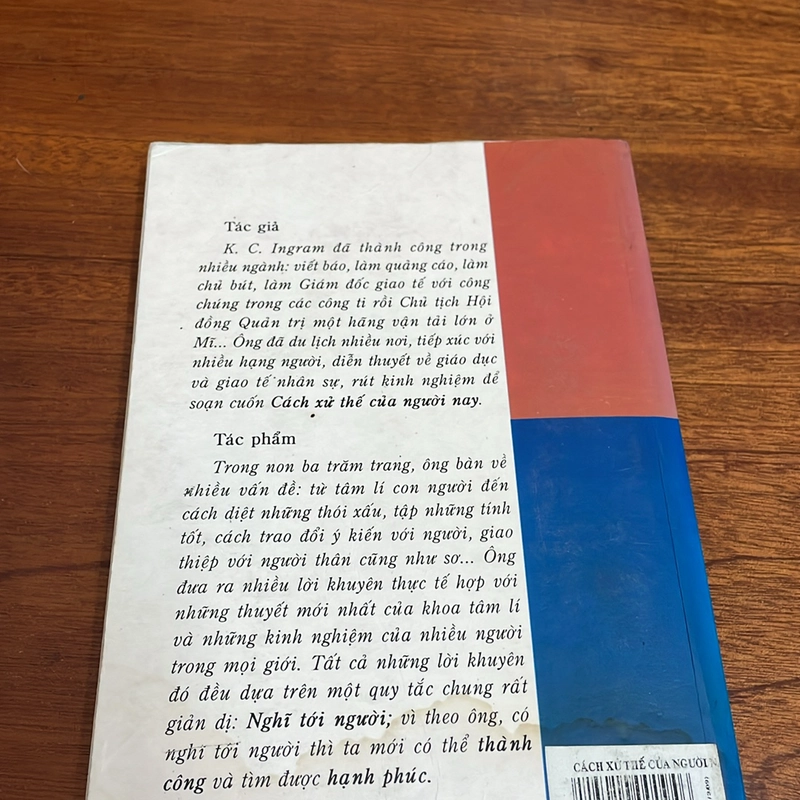 Tác giả
K. C. Ingram đã thành công trong
nhiều ngành: viết báo, làm quảng cáo, làm
chủ bút, làm Giám đốc giao tế với công
chúng trong các công ti rồi Chủ tịch Hội
đồng Quản trị một hãng vận tải lớn ở
Mĩ... Ông đã du lịch nhiều nơi, tiếp xúc với
nhiều hạng người, diễn thuyết về giáo dục
và giao tế nhân sự, rút kinh nghiệm để
soạn cuốn Cách xử thế của người nay.
Tác phẩm
Trong non ba trăm trang, ông bàn về
nhiều vấn đề: từ tâm lí con người đến
cách diệt những thói xấu, tập những tính
tốt, cách trao đổi ý kiến với người, giao
thiệp với người thân cũng như sơ... Ông
đưa ra nhiều lời khuyên thực tế hợp với
những thuyết mới nhất của khoa tâm lí
và những kinh nghiệm của nhiều người
trong mọi giới. Tất cả những lời khuyên
đó đều dựa trên một quy tắc chung rất
giản dị: Nghĩ tới người; vì theo ông, có
nghĩ tới người thì ta mới có thể thành
công và tìm được hạnh phúc.
CÁCH XỬ THẾ CỦA NGƯỜI N